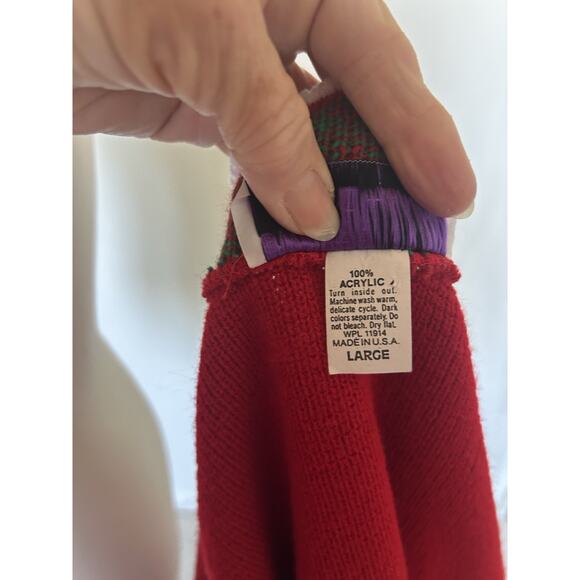 100%
ACRYLIC
Turn inside out.
Machine wash warm,
delicate cycle. Dark
colors separately. Do
not bleach. Dry flat.
WPL 11914
MADE IN U.S.A.
LARGE